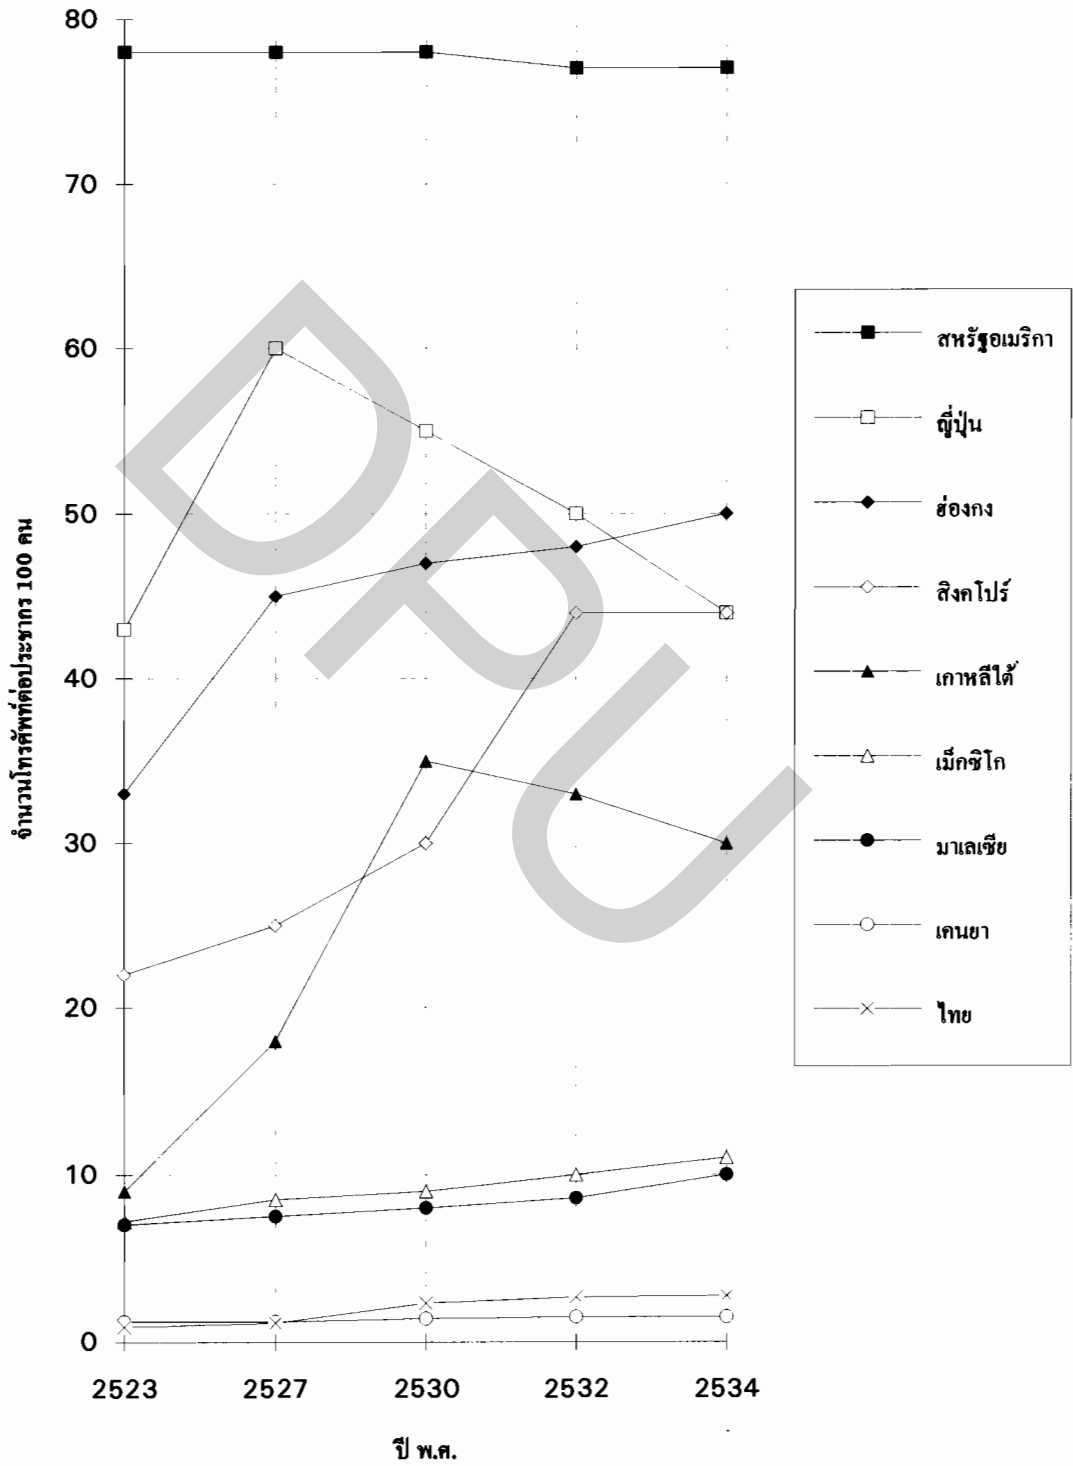 80
70
60
50
40
30
20
10
0
จำนวนโทรศัพท์ต่อประชากร 100 คน
2523 2527 2530 2532 2534
ปี พ.ศ.
สหรัฐอเมริกา
ญี่ปุ่น
ฮ่องกง
สิงคโปร์
เกาหลีใต้
เม็กซิโก
มาเลเซีย
เคนยา
ไทย
DPU